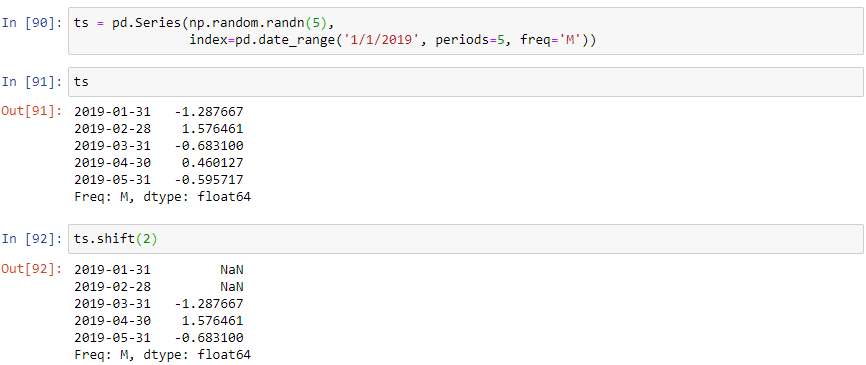 In [90]: ts = pd.Series(np.random.randn(5),
index=pd.date_range('1/1/2019', periods=5, freq='M'))
In [91]: ts
Out[91]: 2019-01-31   -1.287667
2019-02-28    1.576461
2019-03-31   -0.683100
2019-04-30    0.460127
2019-05-31   -0.595717
Freq: M, dtype: float64
In [92]: ts.shift(2)
Out[92]: 2019-01-31         NaN
2019-02-28         NaN
2019-03-31   -1.287667
2019-04-30    1.576461
2019-05-31   -0.683100
Freq: M, dtype: float64